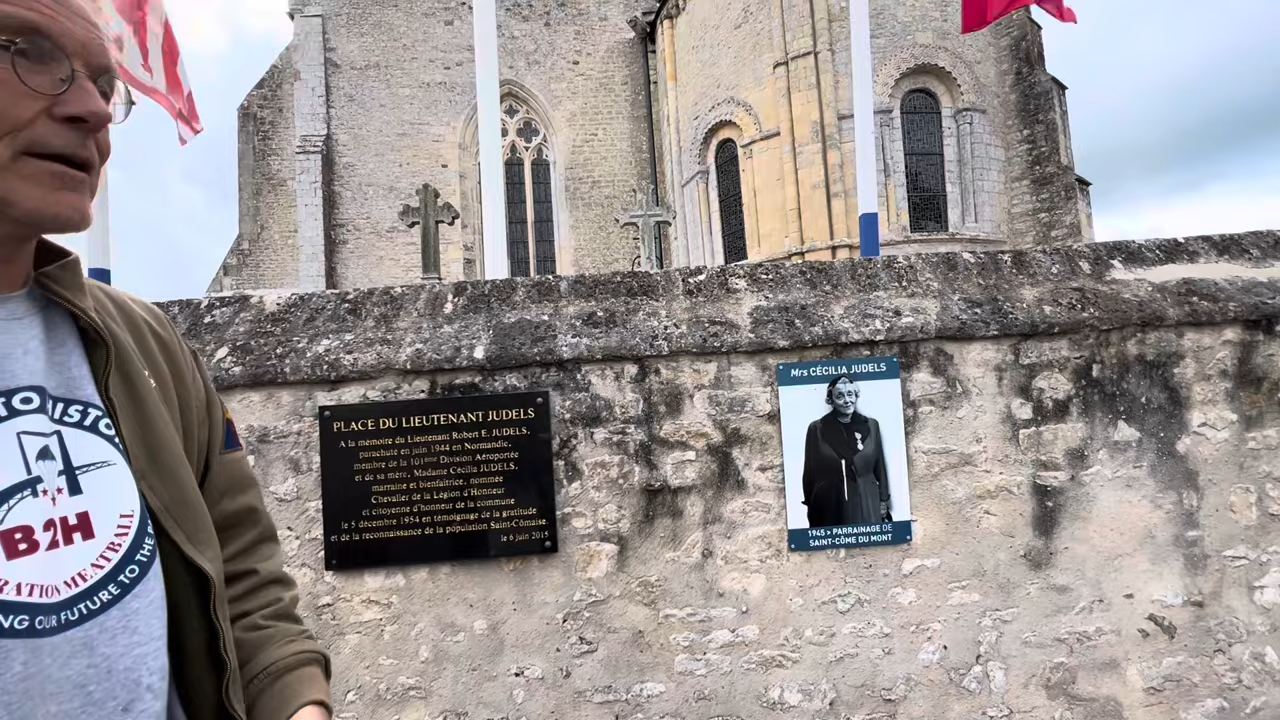 PLACE DU LIEUTENANT JUDELS
A la mémoire du Lieutenant Robert E. JUDELS,
parachuté en juin 1944 en Normandie,
membre de la 101ème Division Aéroportée
et de sa mère, Madame Cécilia JUDELS,
marraine et bienfaitrice, nommée
Chevalier de la Légion d'Honneur
et citoyenne d'honneur de la commune
le 5 décembre 1954 en témoignage de la gratitude
et de la reconnaissance de la population Saint-Cômaise.
le 6 juin 2015
Mrs CÉCILIA JUDELS
1945 > PARRAINAGE DE
SAINT-CÔME DU MONT
B2H
MEATBALL
OUR FUTURE TO THE